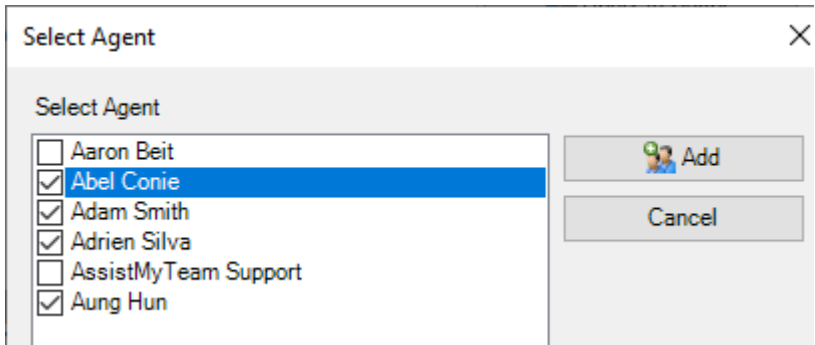 Select Agent
Select Agent
Aaron Beit
Abel Conie
Adam Smith
Adrien Silva
AssistMyTeam Support
Aung Hun
Add
Cancel